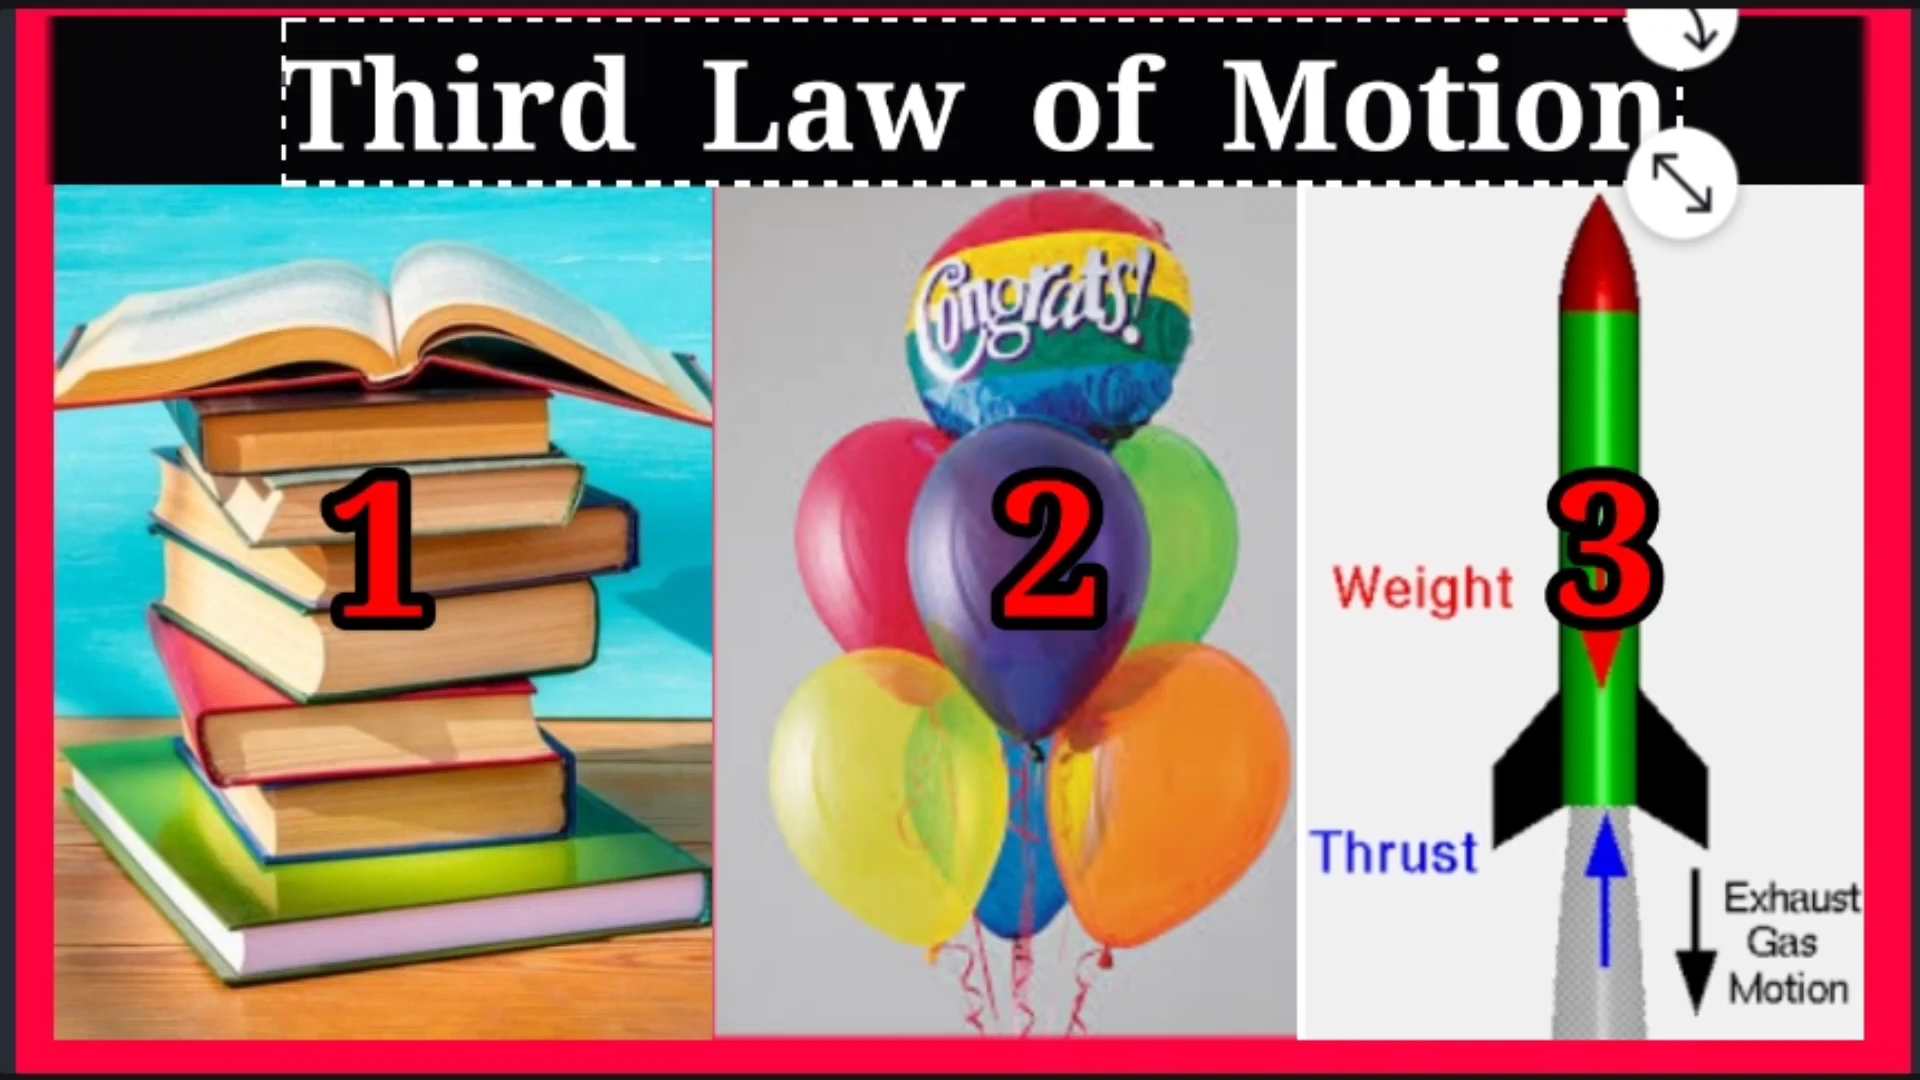 Third Law of Motion
1
Congrats!
2
3
Weight
Thrust
Exhaust
Gas
Motion